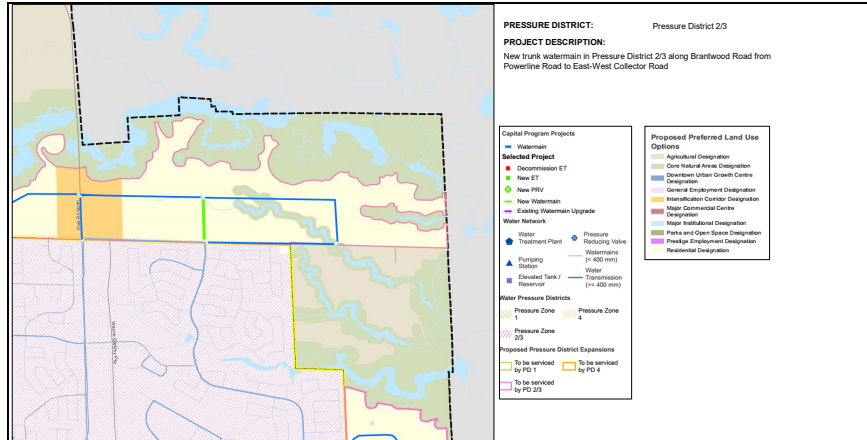 PRESSURE DISTRICT: Pressure District 2/3
PROJECT DESCRIPTION:
New trunk watermain in Pressure District 2/3 along Brantwood Road from
Powerline Road to East-West Collector Road
Capital Program Projects
Watermain
Selected Project
Decommission ET
New ET
New PRV
New Watermain
Existing Watermain Upgrade
Water Network
Water
Treatment Plant
Pressure
Reducing Valve
Pumping
Station
Watermains
(< 400 mm)
Elevated Tank /
Reservoir
Water
Transmission
(>= 400 mm)
Water Pressure Districts
Pressure Zone
1
Pressure Zone
4
Pressure Zone
2/3
Proposed Pressure District Expansions
To be serviced
by PD 1
To be serviced
by PD 4
To be serviced
by PD 2/3
Proposed Preferred Land Use
Options
Agricultural Designation
Core Natural Areas Designation
Downtown Urban Growth Centre
Designation
General Employment Designation
Intensification Corridor Designation
Major Commercial Centre
Designation
Major Institutional Designation
Parks and Open Space Designation
Prestige Employment Designation
Residential Designation
Wayne Gretzky Pky